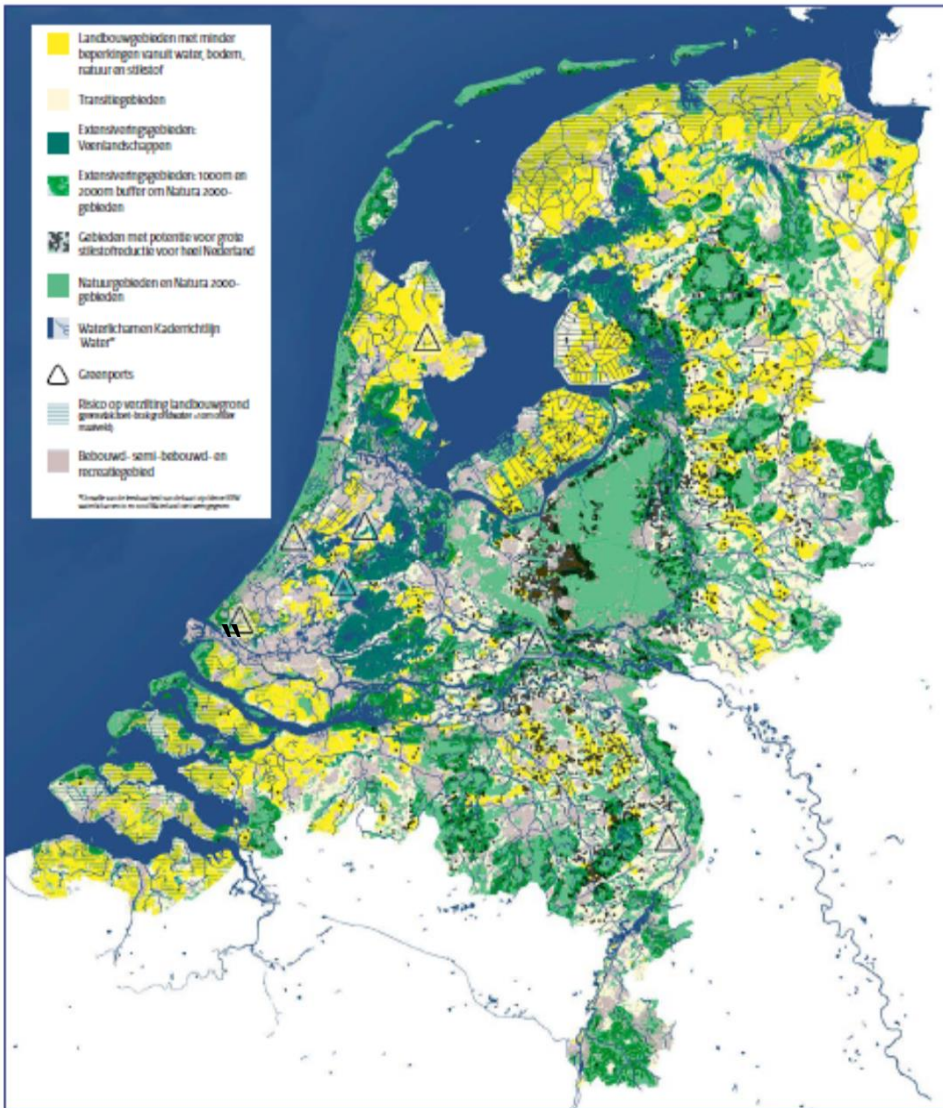 Landbouwgebieden met minder
beperkingen vanuit water, bodem,
natuur en stikstof
Transitiegebieden
Extensiveringsgebieden:
Veenlandschappen
Extensiveringsgebieden: 1000m en
2000m buffer om Natura 2000-
gebieden
Gebieden met potentie voor grote
stikstofreductie voor heel Nederland
Natuurgebieden en Natura 2000-
gebieden
Waterlichamen Kaderrichtlijn
Water*
Greenports
Risico op verzilting landbouwgrond
Bebouwd- semi-bebouwd- en
recreatiegebied